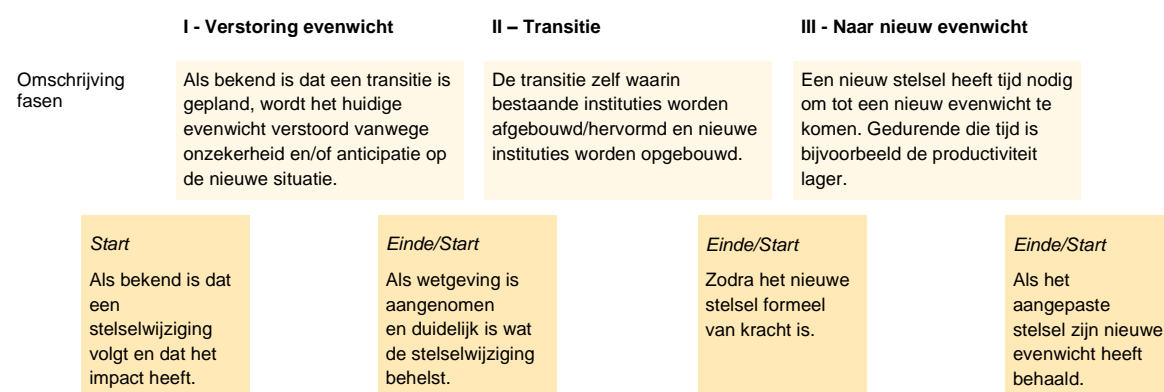 I - Verstoring evenwicht
II – Transitie
III - Naar nieuw evenwicht
Omschrijving
fasen
Als bekend is dat een transitie is
gepland, wordt het huidige
evenwicht verstoord vanwege
onzekerheid en/of anticipatie op
de nieuwe situatie.
De transitie zelf waarin
bestaande instituties worden
afgebouwd/hervormd en nieuwe
instituties worden opgebouwd.
Een nieuw stelsel heeft tijd nodig
om tot een nieuw evenwicht te
komen. Gedurende die tijd is
bijvoorbeeld de productiviteit
lager.
Start
Als bekend is dat
een
stelselwijziging
volgt en dat het
impact heeft.
Einde/Start
Als wetgeving is
aangenomen
en duidelijk is wat
de stelselwijziging
behelst.
Einde/Start
Zodra het nieuwe
stelsel formeel
van kracht is.
Einde/Start
Als het
aangepaste
stelsel zijn nieuwe
evenwicht heeft
behaald.